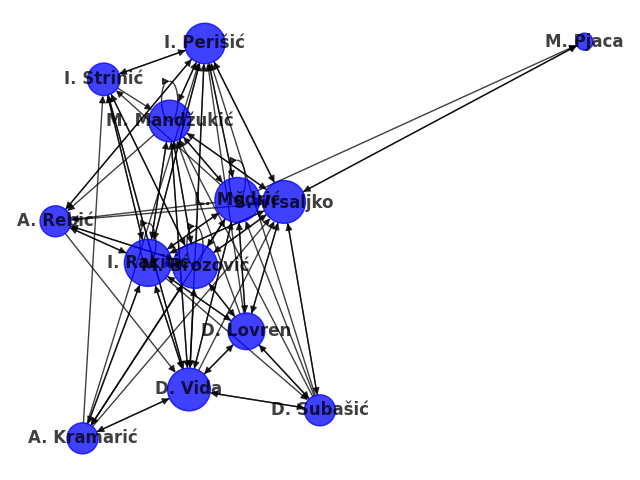 M. Pjaca
I. Perišić
I. Strinić
M. Mandžukić
L. Modrić
Vrsaljko
A. Rebić
I. Rakitić
M. Brozović
D. Lovren
D. Vida
D. Subašić
A. Kramarić